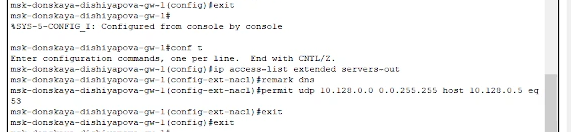 msk-donskaya-dishiyapova-gw-1(config)#exit
msk-donskaya-dishiyapova-gw-1#
%SYS-5-CONFIG_I: Configured from console by console
msk-donskaya-dishiyapova-gw-1#conf t
Enter configuration commands, one per line.  End with CNTL/Z.
msk-donskaya-dishiyapova-gw-1(config)#ip access-list extended servers-out
msk-donskaya-dishiyapova-gw-1(config-ext-nacl)#remark dns
msk-donskaya-dishiyapova-gw-1(config-ext-nacl)#permit udp 10.128.0.0 0.0.255.255 host 10.128.0.5 eq
53
msk-donskaya-dishiyapova-gw-1(config-ext-nacl)#exit
msk-donskaya-dishiyapova-gw-1(config)#exit